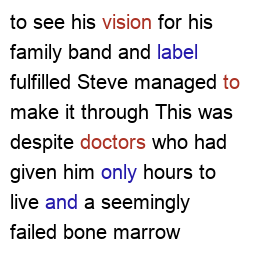 to see his vision for his
family band and label
fulfilled Steve managed to
make it through This was
despite doctors who had
given him only hours to
live and a seemingly
failed bone marrow